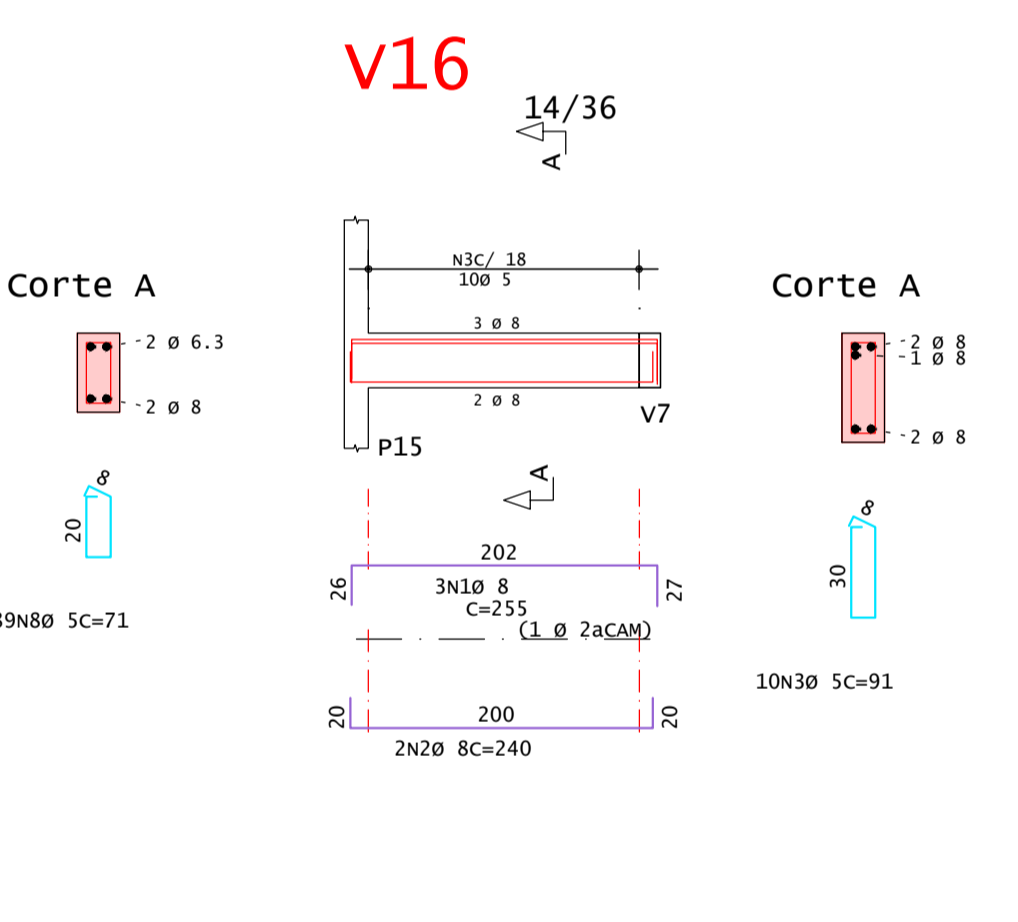 V16
14/36
A
N3C/ 18
10Ø 5
Corte A
Corte A
-2 Ø 6.3
-2 Ø 8
3 Ø 8
2 Ø 8
V7
P15
-2 Ø 8
-1 Ø 8
-2 Ø 8
A
8
20
8
30
202
26
27
3N1Ø 8
C=255
(1 Ø 2aCAM)
39N8Ø 5C=71
10N3Ø 5C=91
20
200
20
2N2Ø 8C=240